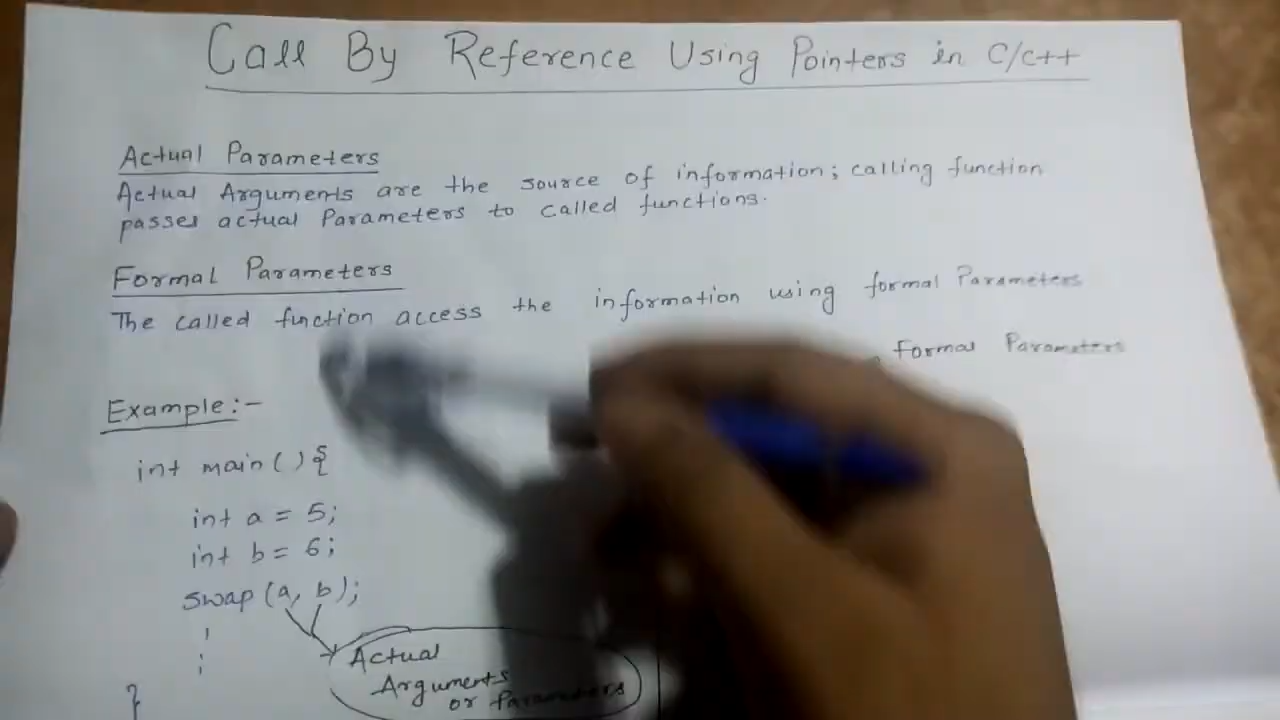 Call By Reference Using Pointers in C/C++
Actual Parameters
Actual Arguments are the source of information; calling function
passes actual Parameters to called functions.
Formal Parameters
The called function access the information using formal Parameters
Formal Parameters
Example:-
int main() {
int a = 5;
int b = 6;
swap (a, b);
Actual
Arguments
or Parameters
}